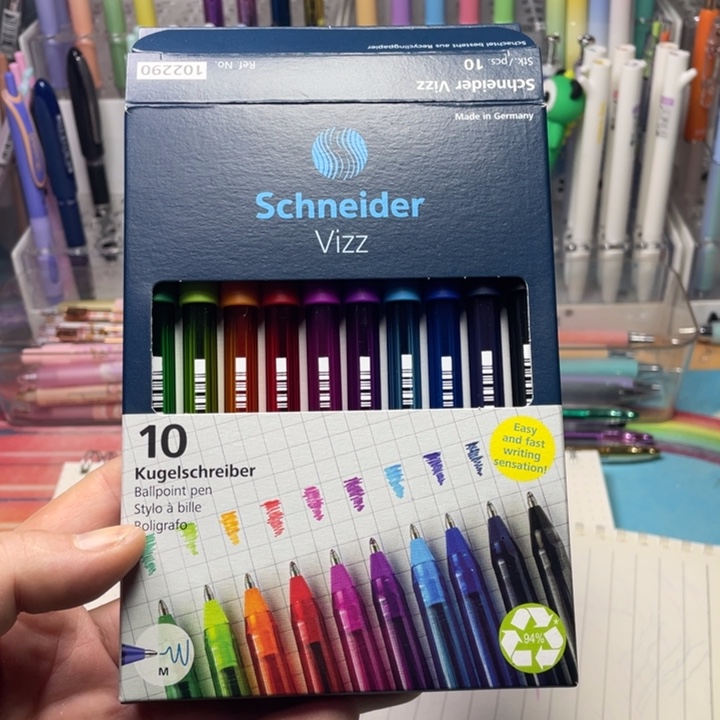 Schachtel besteht aus Recyclingpapier
Stk./pcs. 10
Ref. No. 102290
Schneider Vizz
Made in Germany
Schneider
Vizz
10
Kugelschreiber
Ballpoint pen
Stylo à bille
Boligrafo
Easy
and fast
writing
sensation!
94%
M